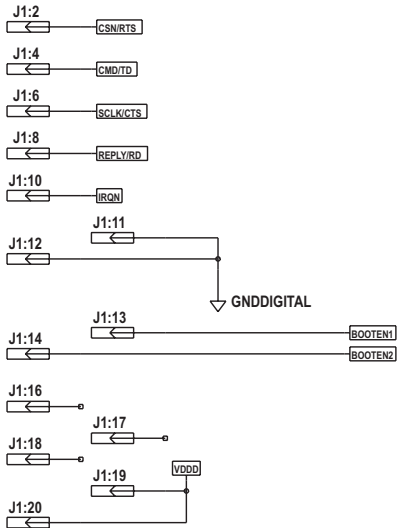 J1:2
CSN/RTS
J1:4
CMD/TD
J1:6
SCLK/CTS
J1:8
REPLY/RD
J1:10
IRQN
J1:11
J1:12
GNDDIGITAL
J1:13
BOOTEN1
J1:14
BOOTEN2
J1:16
J1:17
J1:18
VDDD
J1:19
J1:20